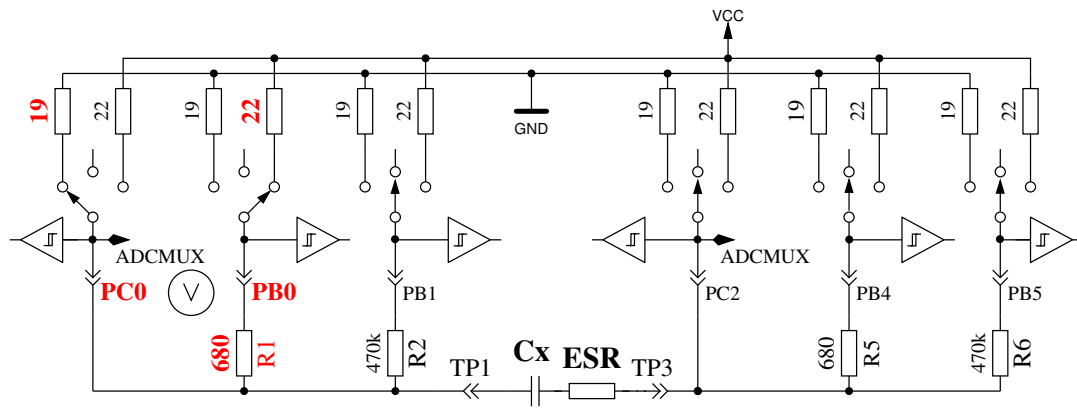 VCC
19
22
19
22
19
22
GND
19
22
19
22
19
22
ADCMUX
ADCMUX
PC0
V
PB0
PB1
PC2
PB4
PB5
680
R1
470k
R2
680
R5
470k
R6
TP1
Cx
ESR
TP3